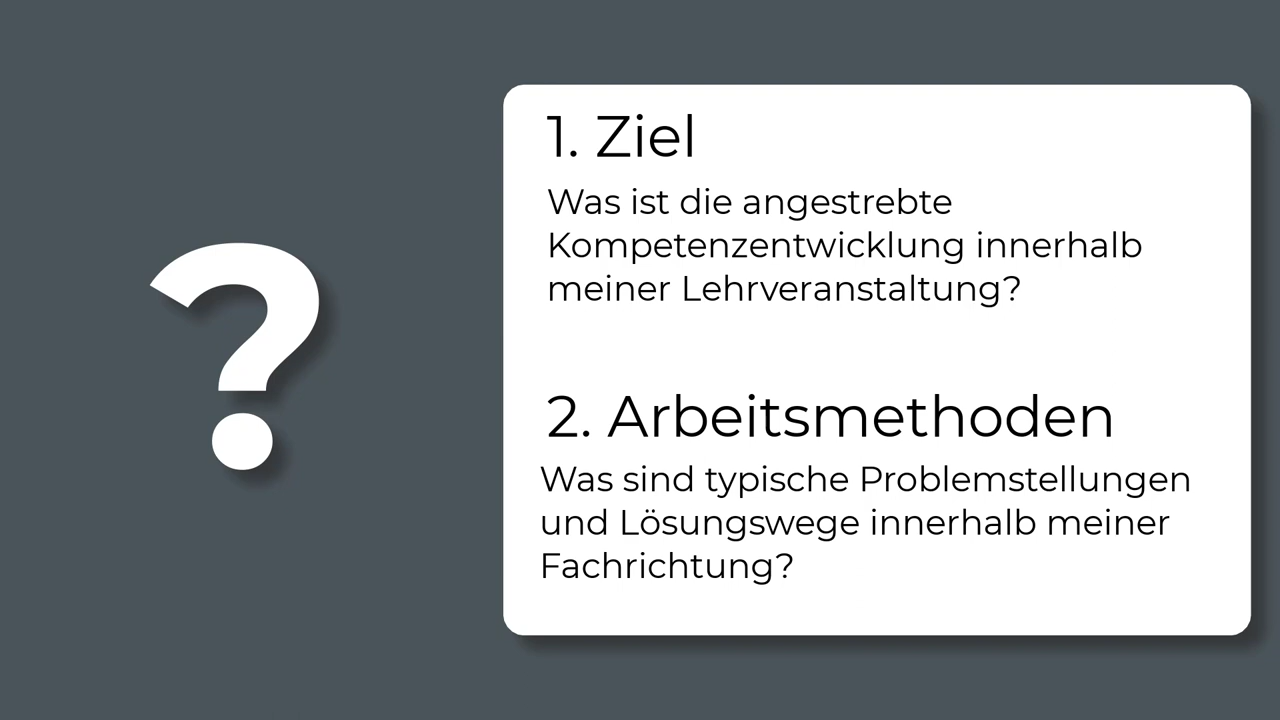 ?
1. Ziel
Was ist die angestrebte
Kompetenzentwicklung innerhalb
meiner Lehrveranstaltung?
2. Arbeitsmethoden
Was sind typische Problemstellungen
und Lösungswege innerhalb meiner
Fachrichtung?